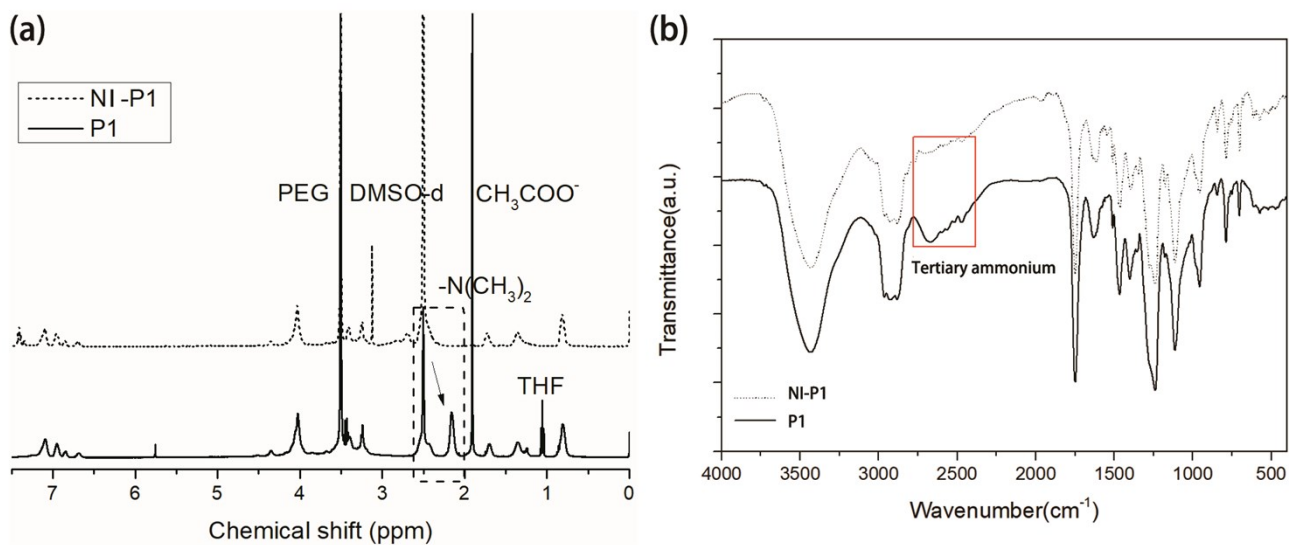 (a)
NI -P1
P1
PEG
DMSO-d
CH₃COO⁻
-N(CH₃)₂
THF
7 6 5 4 3 2 1 0
Chemical shift (ppm)
(b)
Transmittance(a.u.)
Tertiary ammonium
NI-P1
P1
4000 3500 3000 2500 2000 1500 1000 500
Wavenumber(cm⁻¹)